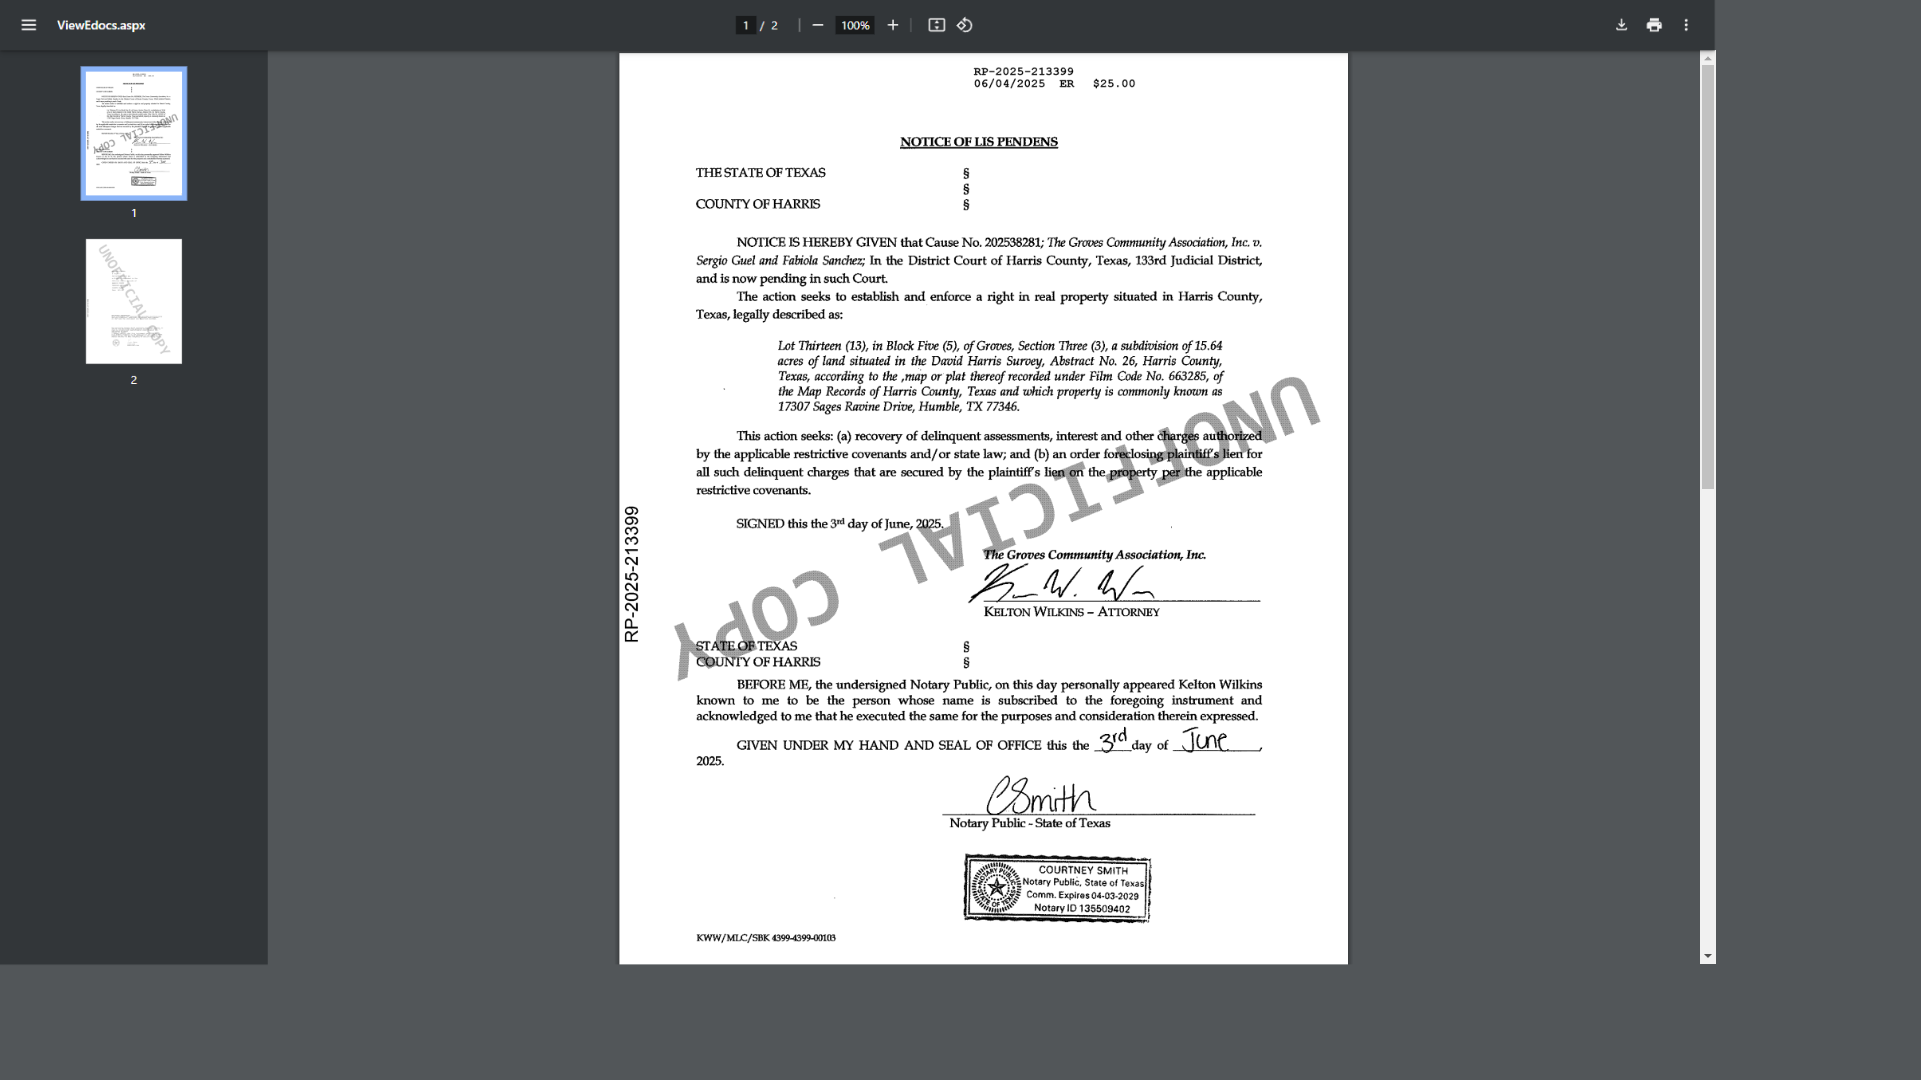 ViewEdocs.aspx
1 / 2
100%
1
2
RP-2025-213399
06/04/2025 ER $25.00
NOTICE OF LIS PENDENS
THE STATE OF TEXAS §
§
COUNTY OF HARRIS §
NOTICE IS HEREBY GIVEN that Cause No. 202538281; The Groves Community Association, Inc. v.
Sergio Guel and Fabiola Sanchez; In the District Court of Harris County, Texas, 133rd Judicial District,
and is now pending in such Court.
The action seeks to establish and enforce a right in real property situated in Harris County,
Texas, legally described as:
Lot Thirteen (13), in Block Five (5), of Groves, Section Three (3), a subdivision of 15.64
acres of land situated in the David Harris Survey, Abstract No. 26, Harris County,
Texas, according to the ,map or plat thereof recorded under Film Code No. 663285, of
the Map Records of Harris County, Texas and which property is commonly known as
17307 Sages Ravine Drive, Humble, TX 77346.
This action seeks: (a) recovery of delinquent assessments, interest and other charges authorized
by the applicable restrictive covenants and/or state law; and (b) an order foreclosing plaintiff's lien for
all such delinquent charges that are secured by the plaintiff's lien on the property per the applicable
restrictive covenants.
SIGNED this the 3rd day of June, 2025.
The Groves Community Association, Inc.
KELTON WILKINS – ATTORNEY
STATE OF TEXAS §
COUNTY OF HARRIS §
BEFORE ME, the undersigned Notary Public, on this day personally appeared Kelton Wilkins
known to me to be the person whose name is subscribed to the foregoing instrument and
acknowledged to me that he executed the same for the purposes and consideration therein expressed.
GIVEN UNDER MY HAND AND SEAL OF OFFICE this the 3rd day of June,
2025.
CSmith
Notary Public - State of Texas
NOTARY PUBLIC
STATE OF TEXAS
COURTNEY SMITH
Notary Public, State of Texas
Comm. Expires 04-03-2029
Notary ID 135509402
KWW/MLC/SBK 4399-4399-00103
RP-2025-213399
UNOFFICIAL COPY
UNOFFICIAL COPY
UNOFFICIAL COPY